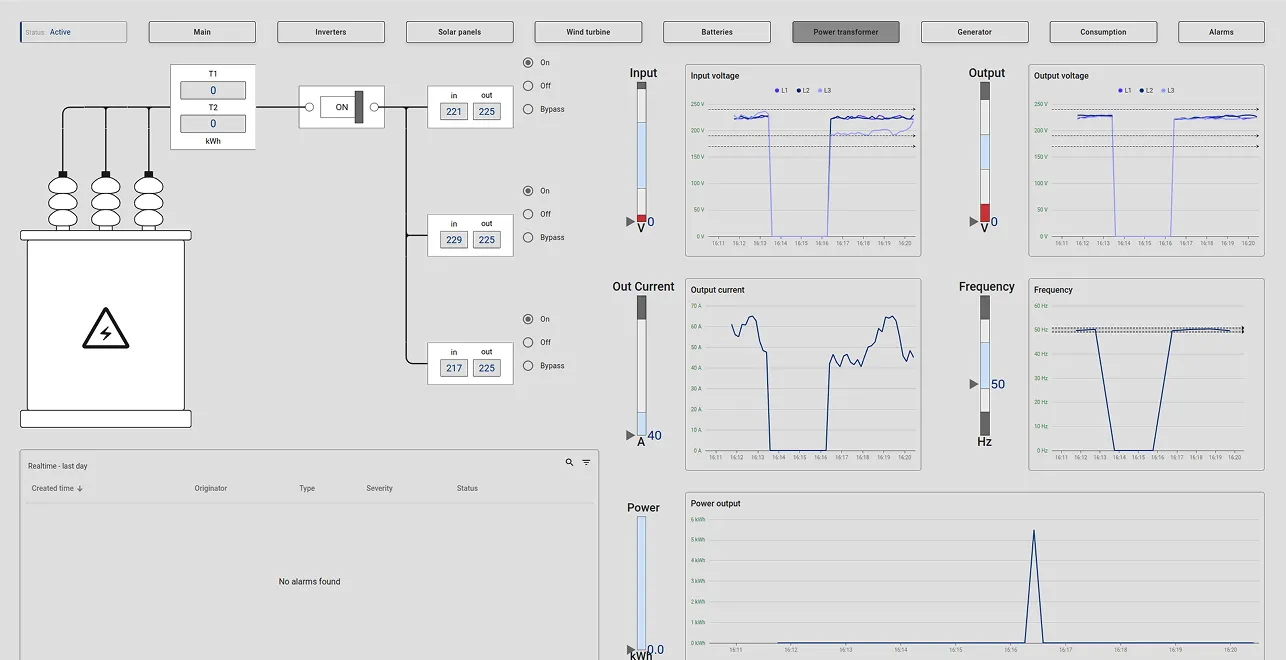 Status: Active
Main
Inverters
Solar panels
Wind turbine
Batteries
Power transformer
Generator
Consumption
Alarms
T1
0
T2
0
kWh
ON
in out
221 225
On
Off
Bypass
in out
229 225
On
Off
Bypass
in out
217 225
On
Off
Bypass
Input
0
V
Input voltage
L1 L2 L3
250 V
200 V
150 V
100 V
50 V
0 V
16:11 16:12 16:13 16:14 16:15 16:16 16:17 16:18 16:19 16:20
Output
0
V
Output voltage
L1 L2 L3
250 V
200 V
150 V
100 V
50 V
0 V
16:11 16:12 16:13 16:14 16:15 16:16 16:17 16:18 16:19 16:20
Out Current
40
A
Output current
70 A
60 A
50 A
40 A
30 A
20 A
10 A
0 A
16:11 16:12 16:13 16:14 16:15 16:16 16:17 16:18 16:19 16:20
Frequency
50
Hz
Frequency
60 Hz
50 Hz
40 Hz
30 Hz
20 Hz
10 Hz
0 Hz
16:11 16:12 16:13 16:14 16:15 16:16 16:17 16:18 16:19 16:20
Realtime - last day
Created time Originator Type Severity Status
No alarms found
Power
0.0
kWh
Power output
6 kWh
5 kWh
4 kWh
3 kWh
2 kWh
1 kWh
0 kWh
16:11 16:12 16:13 16:14 16:15 16:16 16:17 16:18 16:19 16:20